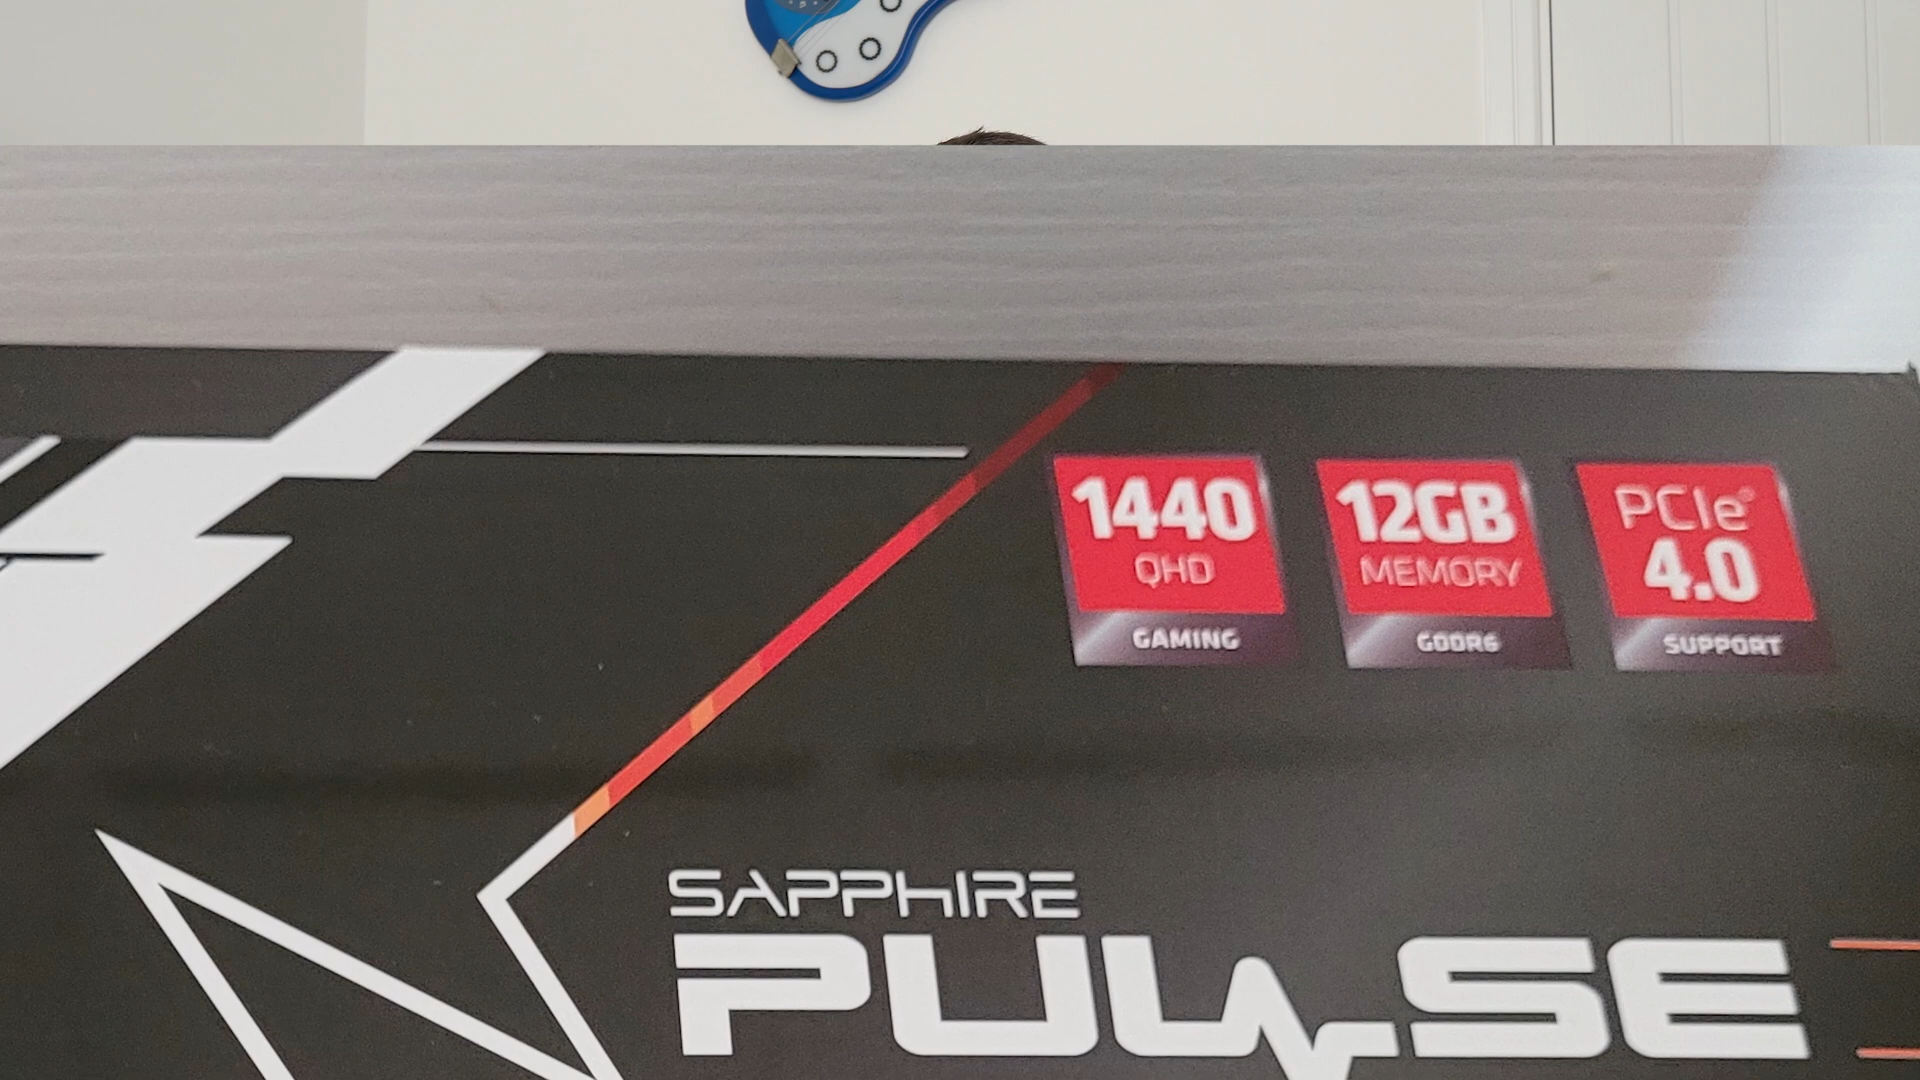 1440
QHD
GAMING
12GB
MEMORY
GDDR6
PCIe®
4.0
SUPPORT
SAPPHIRE
PULSE